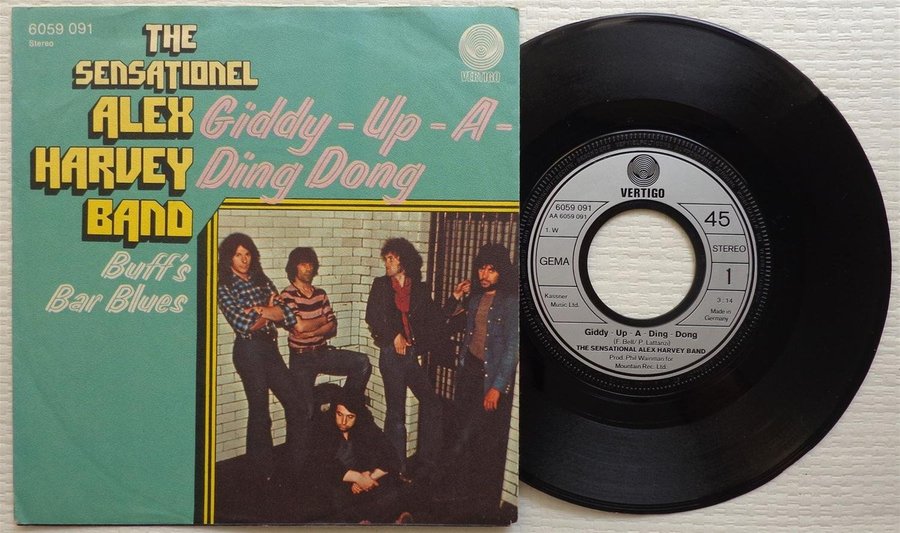 6059 091
Stereo
THE
SENSATIONEL
ALEX
HARVEY
BAND
VERTIGO
Giddy - Up - A -
Ding Dong
Buff's
Bar Blues
VERTIGO
6059 091
AA 6059 091
1. W
GEMA
Kassner
Music Ltd.
45
STEREO
1
3 : 14
Made in
Germany
Giddy - Up - A - Ding - Dong
(F. Bell/ P. Lattanzi)
THE SENSATIONAL ALEX HARVEY BAND
Prod. Phil Wainman for
Mountain Rec. Ltd.